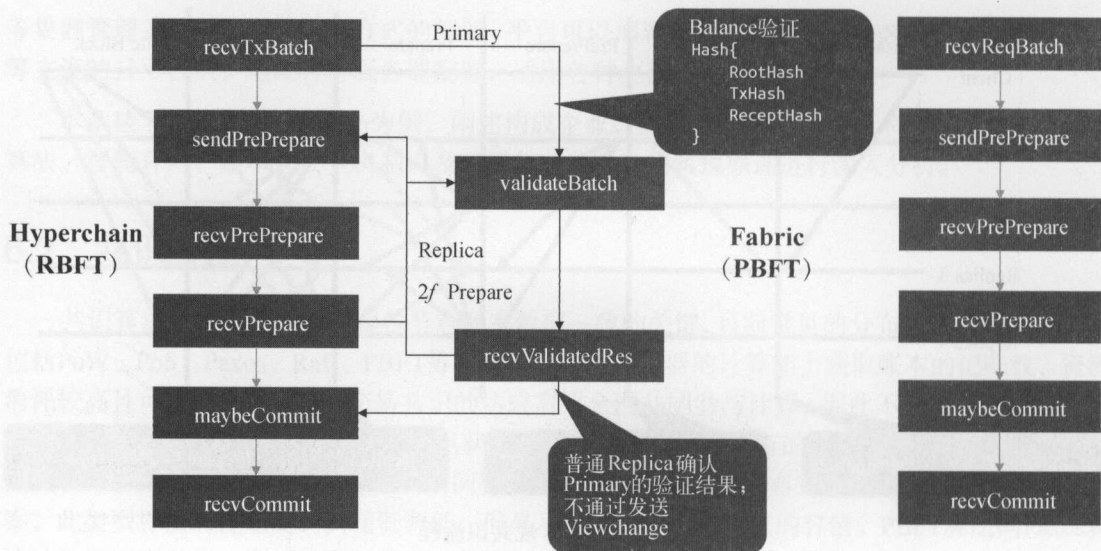 recvTxBatch
Primary
sendPrePrepare
validateBatch
Hyperchain
(RBFT)
recvPrePrepare
Replica
2f Prepare
recvPrepare
recvValidatedRes
maybeCommit
recvCommit
Balance验证
Hash{
RootHash
TxHash
ReceptHash
}
普通Replica确认
Primary的验证结果；
不通过发送
Viewchange
Fabric
(PBFT)
recvReqBatch
sendPrePrepare
recvPrePrepare
recvPrepare
maybeCommit
recvCommit